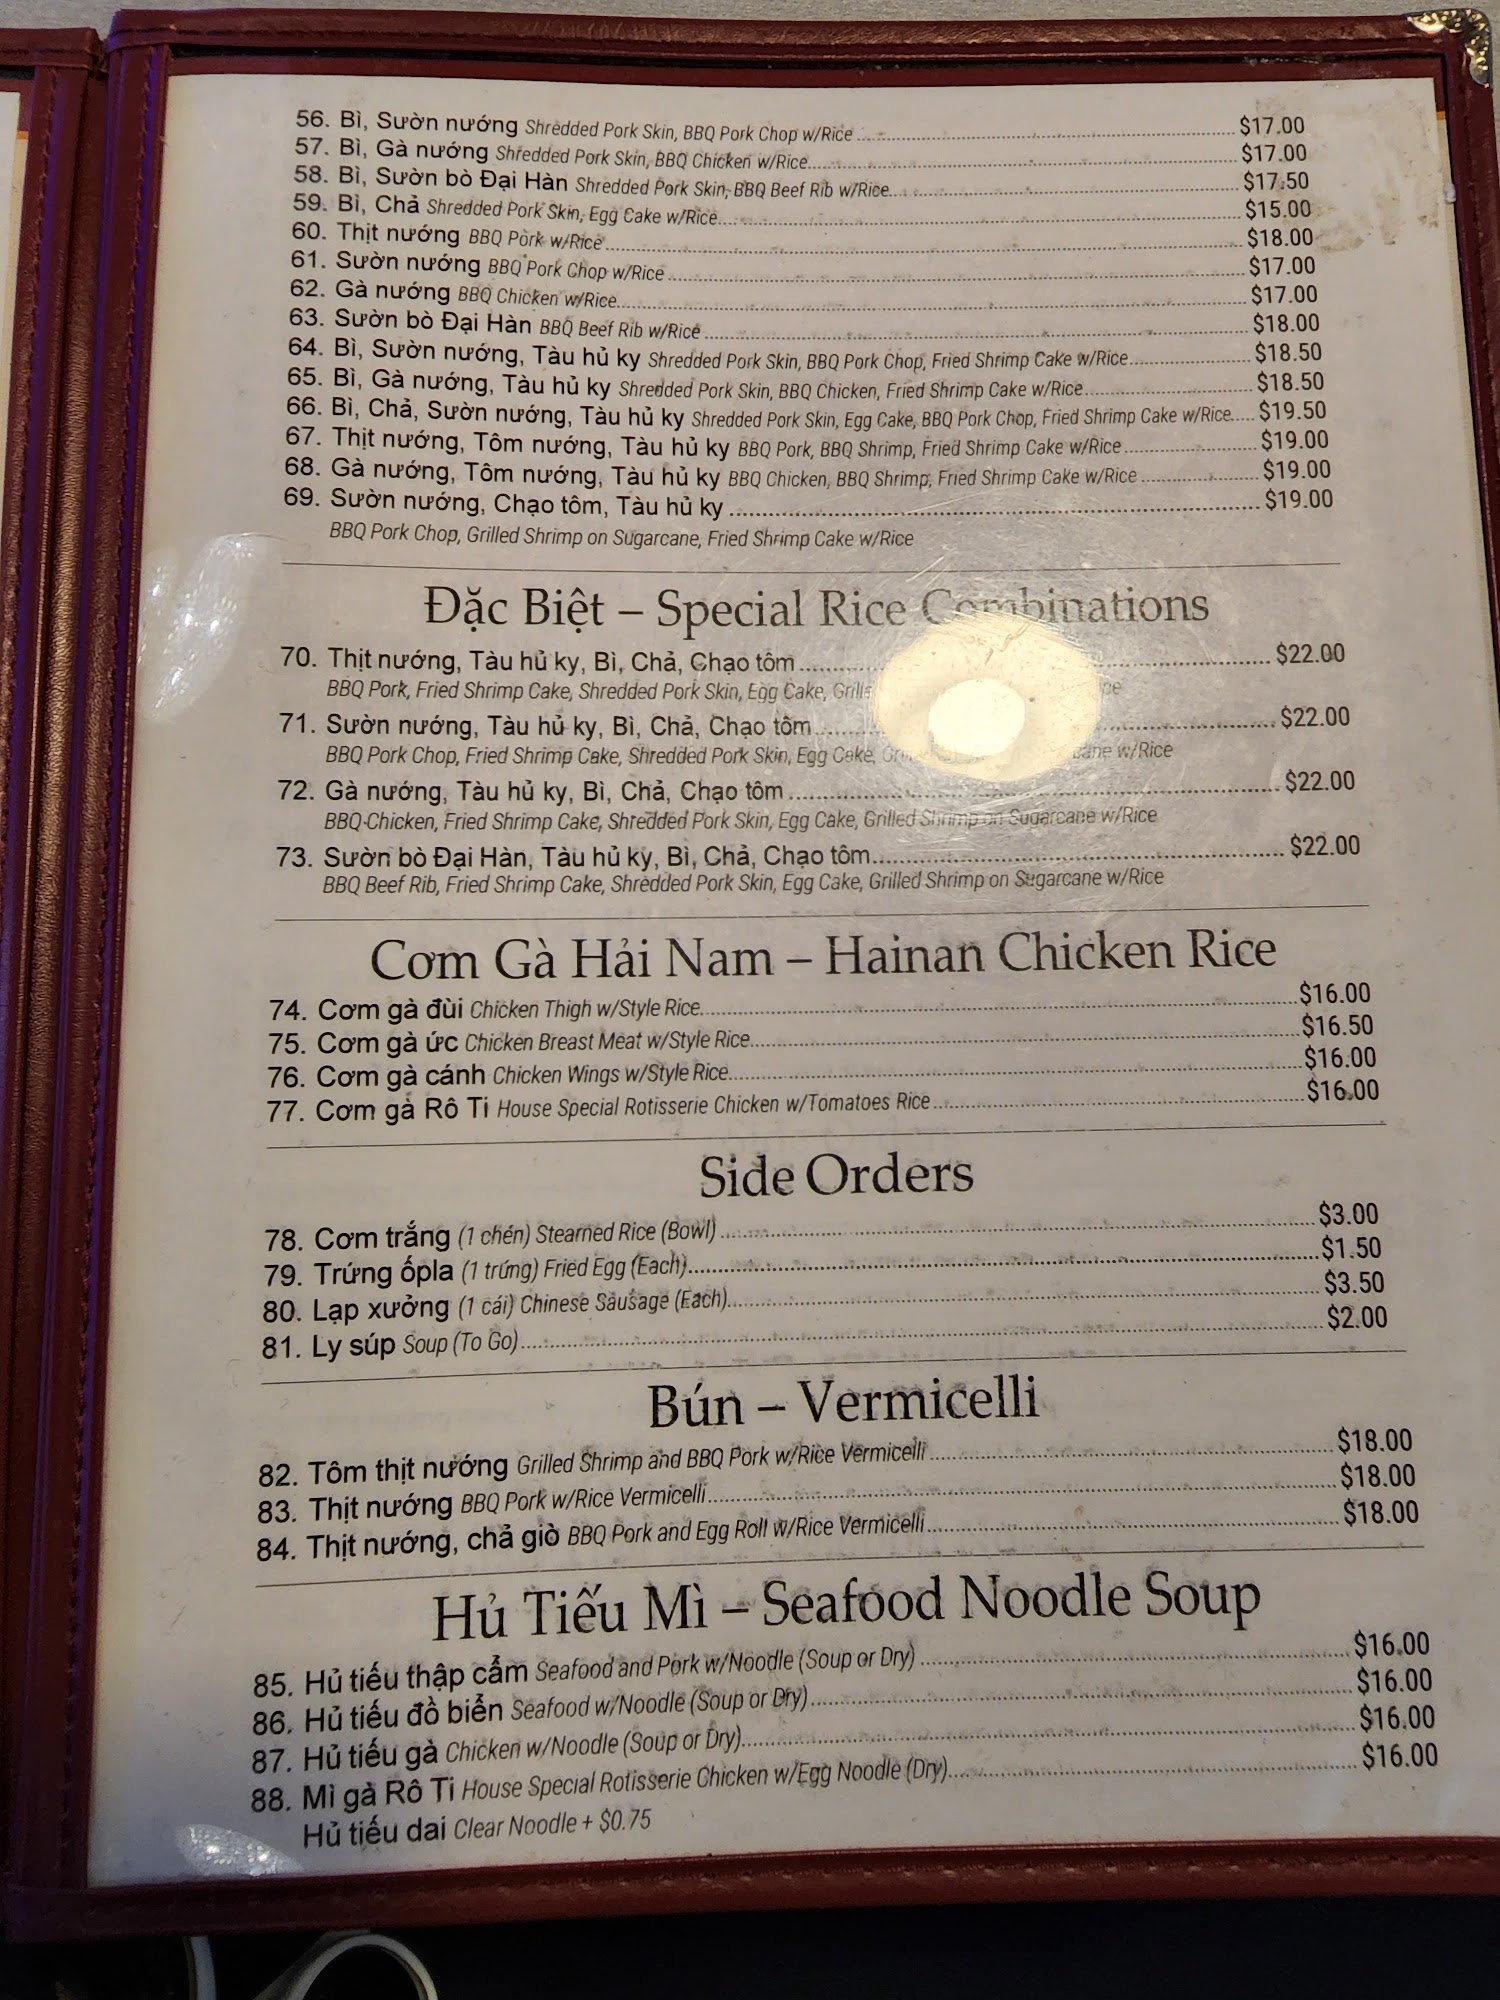 56. Bì, Sườn nướng Shredded Pork Skin, BBQ Pork Chop w/Rice $17.00
57. Bì, Gà nướng Shredded Pork Skin, BBQ Chicken w/Rice $17.00
58. Bì, Sườn bò Đại Hàn Shredded Pork Skin, BBQ Beef Rib w/Rice $17.50
59. Bì, Chả Shredded Pork Skin, Egg Cake w/Rice $15.00
60. Thịt nướng BBQ Pork w/Rice $18.00
61. Sườn nướng BBQ Pork Chop w/Rice $17.00
62. Gà nướng BBQ Chicken w/Rice $17.00
63. Sườn bò Đại Hàn BBQ Beef Rib w/Rice $18.00
64. Bì, Sườn nướng, Tàu hủ ky Shredded Pork Skin, BBQ Pork Chop, Fried Shrimp Cake w/Rice $18.50
65. Bì, Gà nướng, Tàu hủ ky Shredded Pork Skin, BBQ Chicken, Fried Shrimp Cake w/Rice $18.50
66. Bì, Chả, Sườn nướng, Tàu hủ ky Shredded Pork Skin, Egg Cake, BBQ Pork Chop, Fried Shrimp Cake w/Rice $19.50
67. Thịt nướng, Tôm nướng, Tàu hủ ky BBQ Pork, BBQ Shrimp, Fried Shrimp Cake w/Rice $19.00
68. Gà nướng, Tôm nướng, Tàu hủ ky BBQ Chicken, BBQ Shrimp, Fried Shrimp Cake w/Rice $19.00
69. Sườn nướng, Chạo tôm, Tàu hủ ky $19.00
BBQ Pork Chop, Grilled Shrimp on Sugarcane, Fried Shrimp Cake w/Rice
Đặc Biệt – Special Rice Combinations
70. Thịt nướng, Tàu hủ ky, Bì, Chả, Chạo tôm $22.00
BBQ Pork, Fried Shrimp Cake, Shredded Pork Skin, Egg Cake,
71. Sườn nướng, Tàu hủ ky, Bì, Chả, Chạo tôm $22.00
BBQ Pork Chop, Fried Shrimp Cake, Shredded Pork Skin, Egg Cake, w/Rice
72. Gà nướng, Tàu hủ ky, Bì, Chả, Chạo tôm $22.00
BBQ Chicken, Fried Shrimp Cake, Shredded Pork Skin, Egg Cake, Grilled Shrimp on Sugarcane w/Rice
73. Sườn bò Đại Hàn, Tàu hủ ky, Bì, Chả, Chạo tôm $22.00
BBQ Beef Rib, Fried Shrimp Cake, Shredded Pork Skin, Egg Cake, Grilled Shrimp on Sugarcane w/Rice
Cơm Gà Hải Nam – Hainan Chicken Rice
74. Cơm gà đùi Chicken Thigh w/Style Rice $16.00
75. Cơm gà ức Chicken Breast Meat w/Style Rice $16.50
76. Cơm gà cánh Chicken Wings w/Style Rice $16.00
77. Cơm gà Rô Ti House Special Rotisserie Chicken w/Tomatoes Rice $16.00
Side Orders
78. Cơm trắng (1 chén) Steamed Rice (Bowl) $3.00
79. Trứng ốpla (1 trứng) Fried Egg (Each) $1.50
80. Lạp xưởng (1 cái) Chinese Sausage (Each) $3.50
81. Ly súp Soup (To Go) $2.00
Bún – Vermicelli
82. Tôm thịt nướng Grilled Shrimp and BBQ Pork w/Rice Vermicelli $18.00
83. Thịt nướng BBQ Pork w/Rice Vermicelli $18.00
84. Thịt nướng, chả giò BBQ Pork and Egg Roll w/Rice Vermicelli $18.00
Hủ Tiếu Mì – Seafood Noodle Soup
85. Hủ tiếu thập cẩm Seafood and Pork w/Noodle (Soup or Dry) $16.00
86. Hủ tiếu đồ biển Seafood w/Noodle (Soup or Dry) $16.00
87. Hủ tiếu gà Chicken w/Noodle (Soup or Dry) $16.00
88. Mì gà Rô Ti House Special Rotisserie Chicken w/Egg Noodle (Dry) $16.00
Hủ tiếu dai Clear Noodle + $0.75